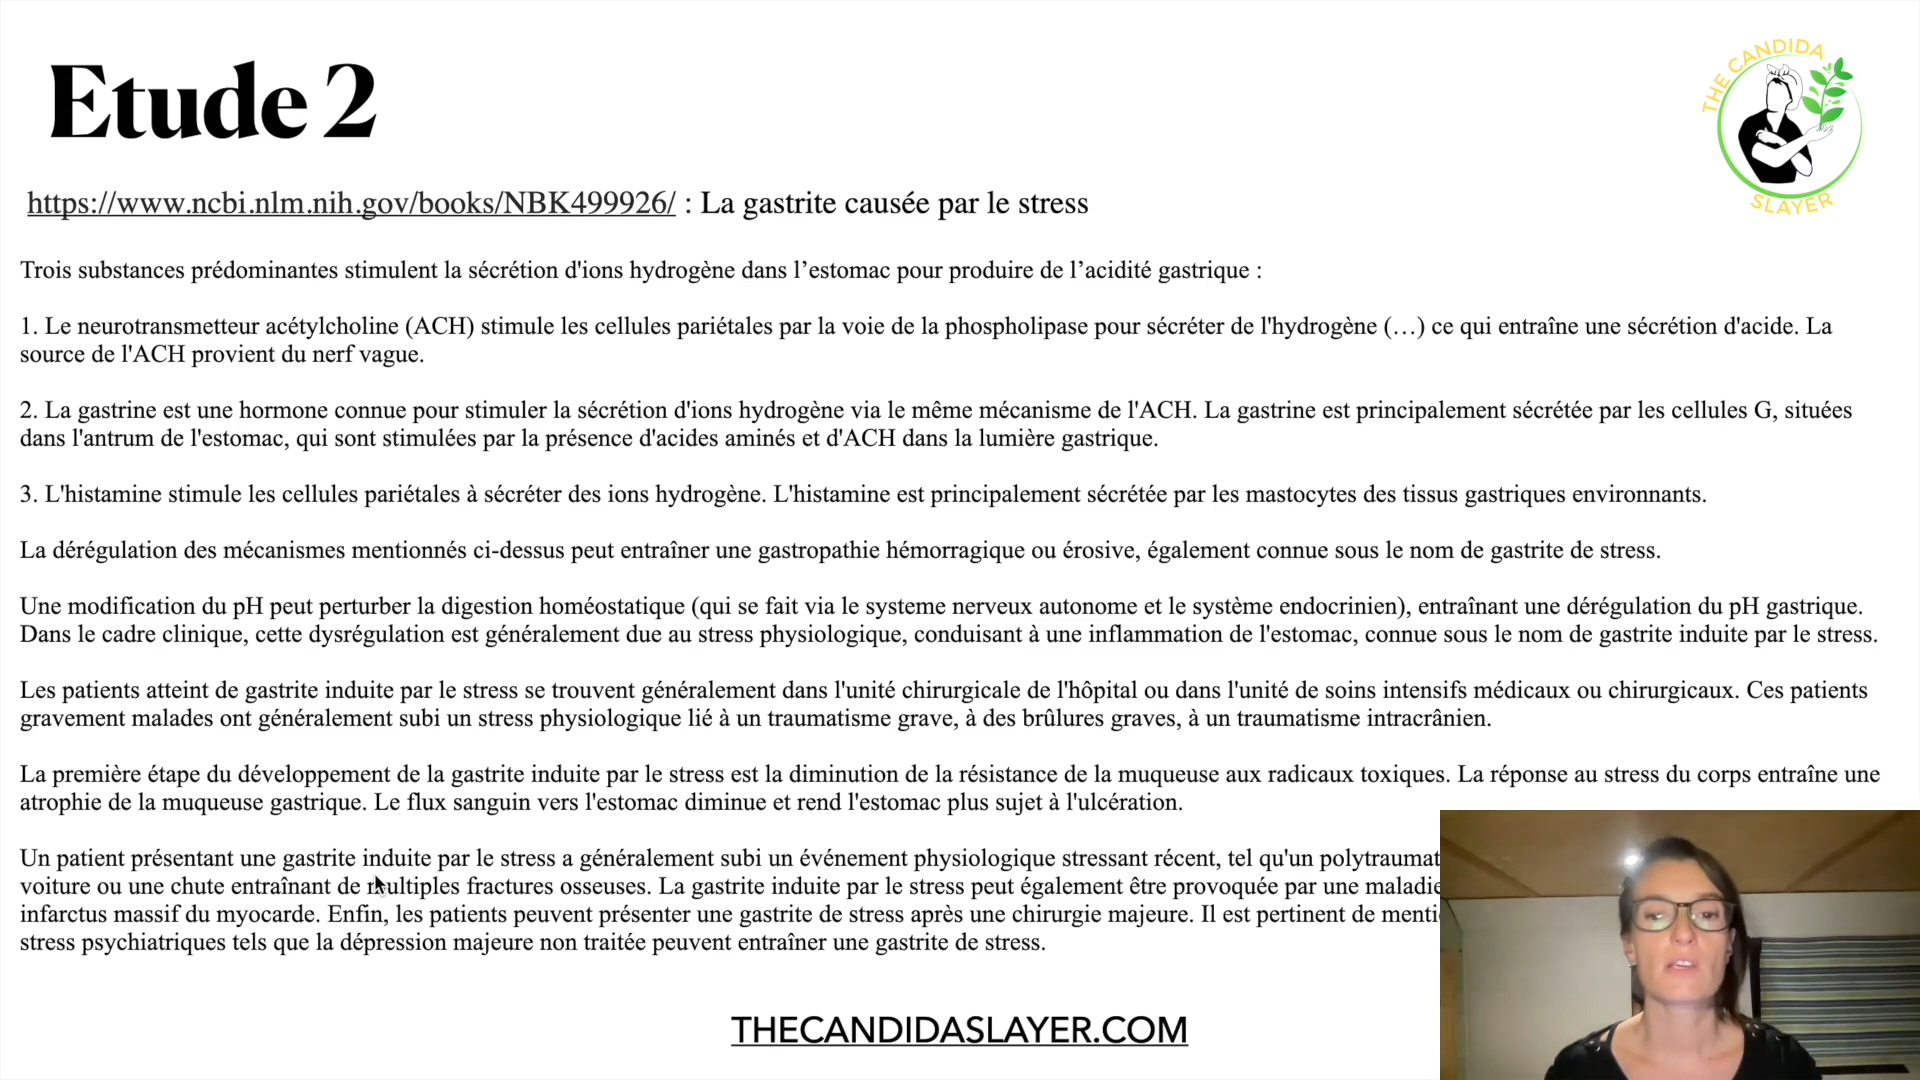 Etude 2
THE CANDIDA
SLAYER
https://www.ncbi.nlm.nih.gov/books/NBK499926/ : La gastrite causée par le stress
Trois substances prédominantes stimulent la sécrétion d'ions hydrogène dans l’estomac pour produire de l’acidité gastrique :
1. Le neurotransmetteur acétylcholine (ACH) stimule les cellules pariétales par la voie de la phospholipase pour sécréter de l'hydrogène (…) ce qui entraîne une sécrétion d'acide. La
source de l'ACH provient du nerf vague.
2. La gastrine est une hormone connue pour stimuler la sécrétion d'ions hydrogène via le même mécanisme de l'ACH. La gastrine est principalement sécrétée par les cellules G, situées
dans l'antrum de l'estomac, qui sont stimulées par la présence d'acides aminés et d'ACH dans la lumière gastrique.
3. L'histamine stimule les cellules pariétales à sécréter des ions hydrogène. L'histamine est principalement sécrétée par les mastocytes des tissus gastriques environnants.
La dérégulation des mécanismes mentionnés ci-dessus peut entraîner une gastropathie hémorragique ou érosive, également connue sous le nom de gastrite de stress.
Une modification du pH peut perturber la digestion homéostatique (qui se fait via le systeme nerveux autonome et le système endocrinien), entraînant une dérégulation du pH gastrique.
Dans le cadre clinique, cette dysrégulation est généralement due au stress physiologique, conduisant à une inflammation de l'estomac, connue sous le nom de gastrite induite par le stress.
Les patients atteint de gastrite induite par le stress se trouvent généralement dans l'unité chirurgicale de l'hôpital ou dans l'unité de soins intensifs médicaux ou chirurgicaux. Ces patients
gravement malades ont généralement subi un stress physiologique lié à un traumatisme grave, à des brûlures graves, à un traumatisme intracrânien.
La première étape du développement de la gastrite induite par le stress est la diminution de la résistance de la muqueuse aux radicaux toxiques. La réponse au stress du corps entraîne une
atrophie de la muqueuse gastrique. Le flux sanguin vers l'estomac diminue et rend l'estomac plus sujet à l'ulcération.
Un patient présentant une gastrite induite par le stress a généralement subi un événement physiologique stressant récent, tel qu'un
voiture ou une chute entraînant de multiples fractures osseuses. La gastrite induite par le stress peut également être provoquée par une maladie
infarctus massif du myocarde. Enfin, les patients peuvent présenter une gastrite de stress après une chirurgie majeure. Il est pertinent de
stress psychiatriques tels que la dépression majeure non traitée peuvent entraîner une gastrite de stress.
THECANDIDASLAYER.COM